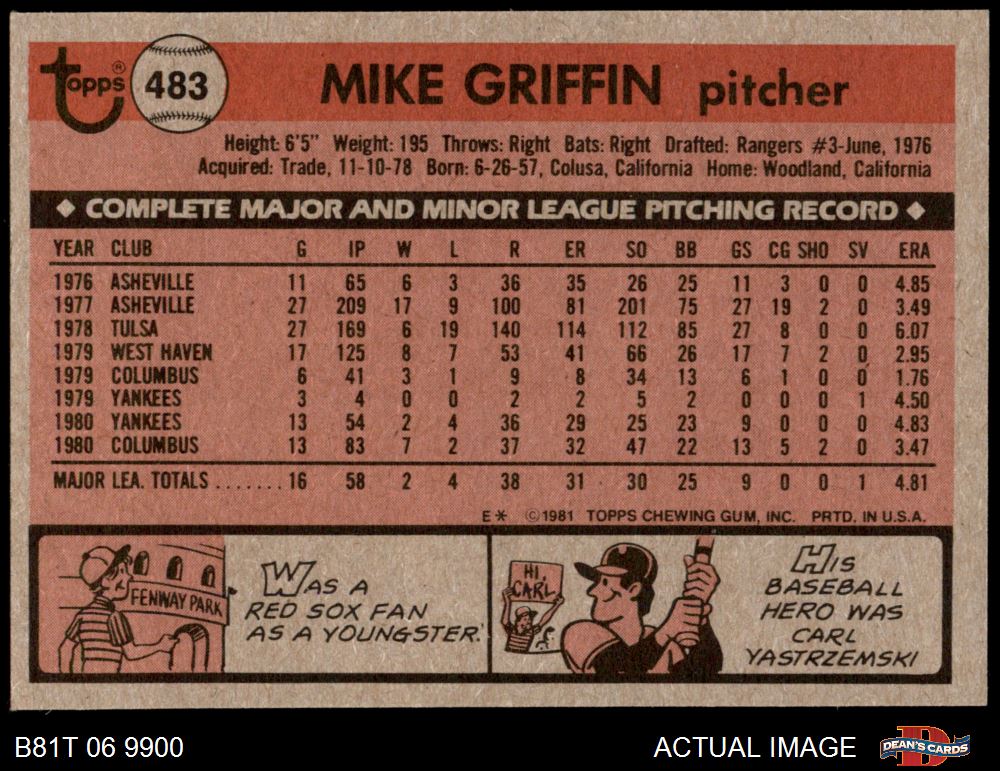 Topps®
483
MIKE GRIFFIN pitcher
Height: 6'5" Weight: 195 Throws: Right Bats: Right Drafted: Rangers #3-June, 1976
Acquired: Trade, 11-10-78 Born: 6-26-57, Colusa, California Home: Woodland, California
◆ COMPLETE MAJOR AND MINOR LEAGUE PITCHING RECORD ◆
YEAR CLUB G IP W L R ER SO BB GS CG SHO SV ERA
1976 ASHEVILLE 11 65 6 3 36 35 26 25 11 3 0 0 4.85
1977 ASHEVILLE 27 209 17 9 100 81 201 75 27 19 2 0 3.49
1978 TULSA 27 169 6 19 140 114 112 85 27 8 0 0 6.07
1979 WEST HAVEN 17 125 8 7 53 41 66 26 17 7 2 0 2.95
1979 COLUMBUS 6 41 3 1 9 8 34 13 6 1 0 0 1.76
1979 YANKEES 3 4 0 0 2 2 5 2 0 0 0 1 4.50
1980 YANKEES 13 54 2 4 36 29 25 23 9 0 0 0 4.83
1980 COLUMBUS 13 83 7 2 37 32 47 22 13 5 2 0 3.47
MAJOR LEA. TOTALS ....... 16 58 2 4 38 31 30 25 9 0 0 1 4.81
E* ©1981 TOPPS CHEWING GUM, INC. PRTD. IN U.S.A.
FENWAY PARK
WAS A
RED SOX FAN
AS A YOUNGSTER.
HI,
CARL
HIS
BASEBALL
HERO WAS
CARL
YASTRZEMSKI
B81T 06 9900
ACTUAL IMAGE
DEAN'S CARDS